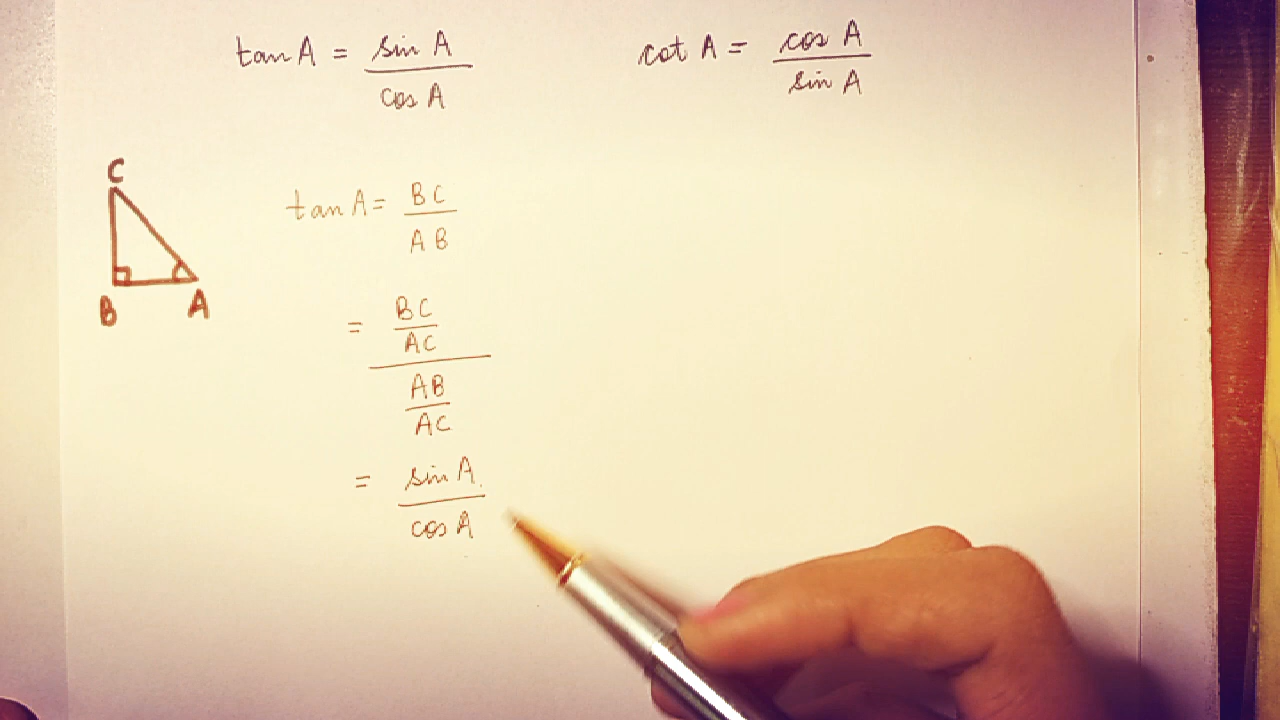 tan A = sin A / cos A
cot A = cos A / sin A
C
B A
tan A = BC / AB
= BC / AC / AB / AC
= sin A. / cos A